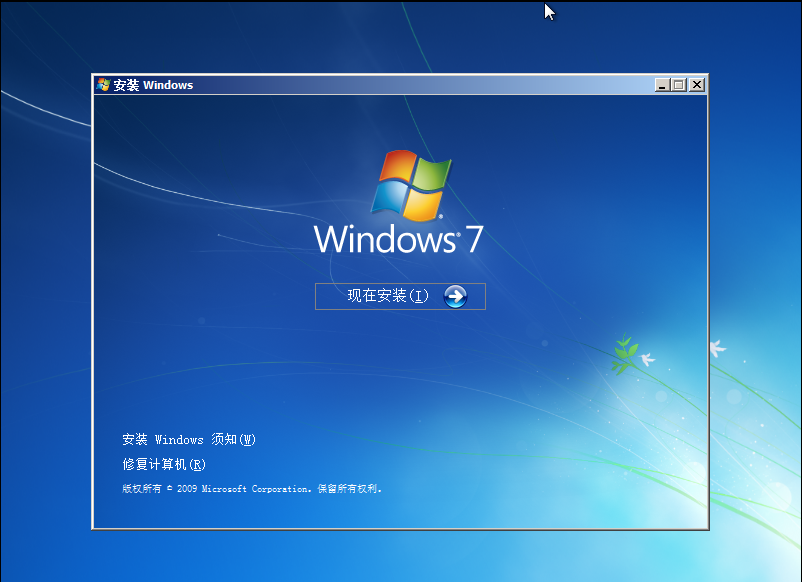 安装 Windows
Windows® 7
现在安装(I)
安装 Windows 须知(W)
修复计算机(R)
版权所有 © 2009 Microsoft Corporation。保留所有权利。